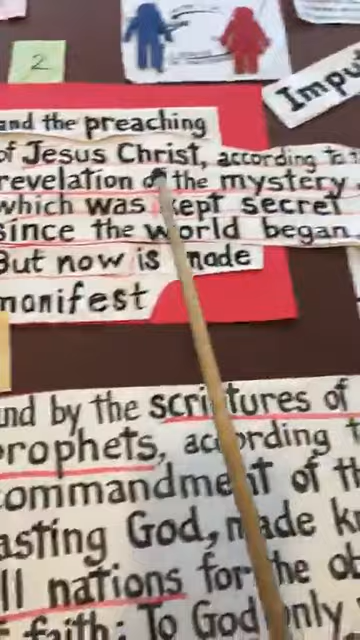 2
and the preaching
of Jesus Christ, according to
revelation of the mystery
which was kept secret
since the world began.
But now is made
manifest
by the scriptures of
prophets, according
commandment of
God, made
nations for the
faith: To God only